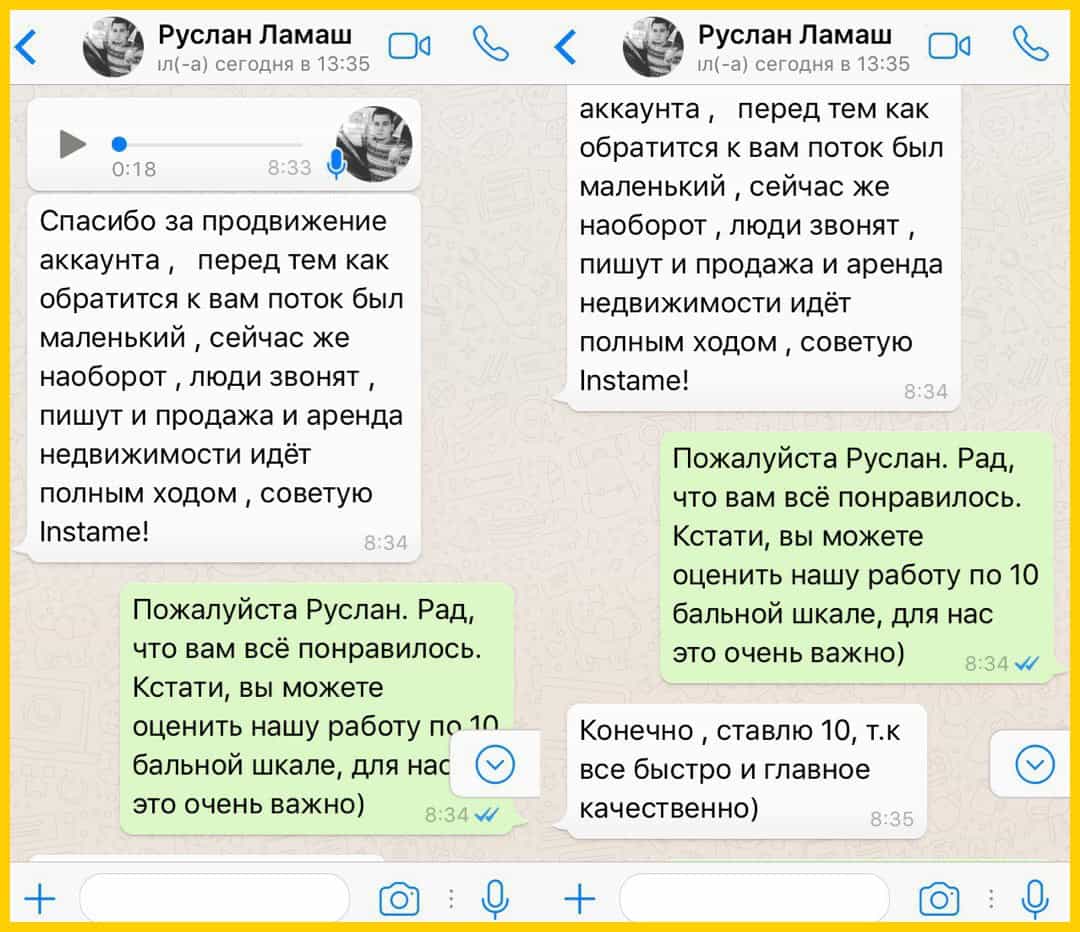 Руслан Ламаш
ıл(-а) сегодня в 13:35
0:18
8:33
Спасибо за продвижение
аккаунта , перед тем как
обратится к вам поток был
маленький , сейчас же
наоборот , люди звонят ,
пишут и продажа и аренда
недвижимости идёт
полным ходом , советую
Instame!
8:34
Пожалуйста Руслан. Рад,
что вам всё понравилось.
Кстати, вы можете
оценить нашу работу по 10
бальной шкале, для нас
это очень важно)
8:34
Руслан Ламаш
ıл(-а) сегодня в 13:35
аккаунта , перед тем как
обратится к вам поток был
маленький , сейчас же
наоборот , люди звонят ,
пишут и продажа и аренда
недвижимости идёт
полным ходом , советую
Instame!
8:34
Пожалуйста Руслан. Рад,
что вам всё понравилось.
Кстати, вы можете
оценить нашу работу по 10
бальной шкале, для нас
это очень важно)
8:34
Конечно , ставлю 10, т.к
все быстро и главное
качественно)
8:35